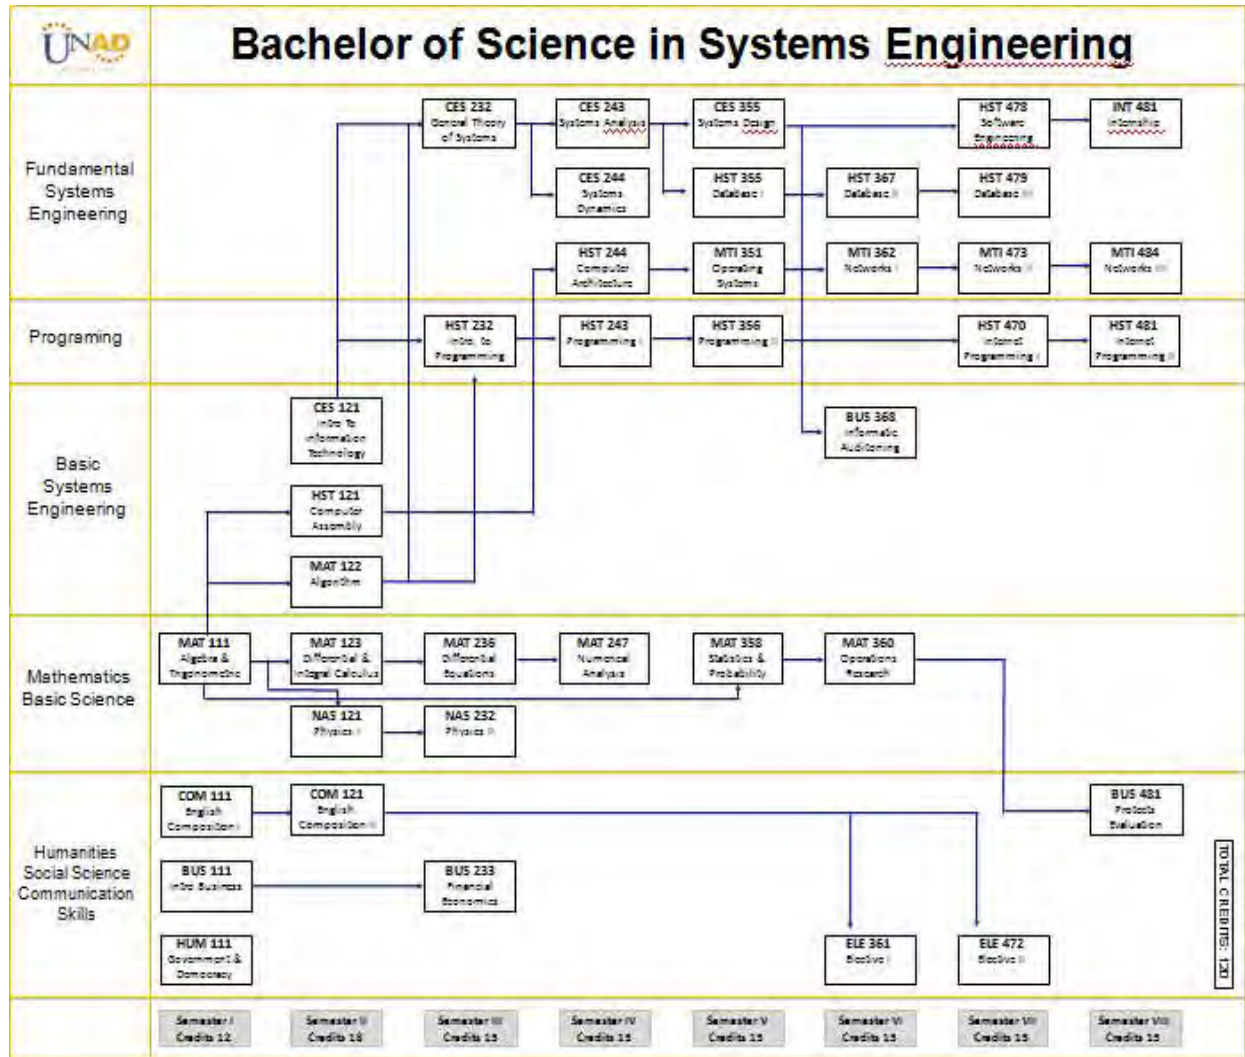 UNAD
Bachelor of Science in Systems Engineering
Fundamental
Systems
Engineering
CES 232
General Theory
of Systems
CES 243
Systems Analysis
CES 355
Systems Design
HST 478
Software
Engineering
INT 481
Internship
CES 244
Systems
Dynamics
HST 355
Database I
HST 367
Database II
HST 479
Database III
HST 244
Computer
Architecture
MTI 351
Operating
Systems
MTI 362
Networks I
MTI 473
Networks II
MTI 484
Networks III
Programing
HST 232
Intro. To
Programming
HST 243
Programming I
HST 356
Programming II
HST 470
Internet
Programming I
HST 481
Internet
Programming II
Basic
Systems
Engineering
CES 121
Intro To
Information
Technology
BUS 368
Informatic
Auditoning
HST 121
Computer
Assembly
MAT 122
Algorithm
Mathematics
Basic Science
MAT 111
Algebra &
Trigonometric
MAT 123
Differential &
Integral Calculus
MAT 236
Differential
Equations
MAT 247
Numerical
Analysis
MAT 358
Statistics &
Probability
MAT 360
Operations
Research
NAS 121
Physics I
NAS 232
Physics II
Humanities
Social Science
Communication
Skills
COM 111
English
Composition I
COM 121
English
Composition II
BUS 481
Evaluation
BUS 111
Intro Business
BUS 233
Financial
Economics
HUM 111
Government &
Democracy
ELE 361
Elective I
ELE 472
Elective II
TOTAL CREDITS: 120
Semester I
Credits 12
Semester II
Credits 18
Semester III
Credits 15
Semester IV
Credits 15
Semester V
Credits 15
Semester VI
Credits 15
Semester VII
Credits 15
Semester VIII
Credits 15